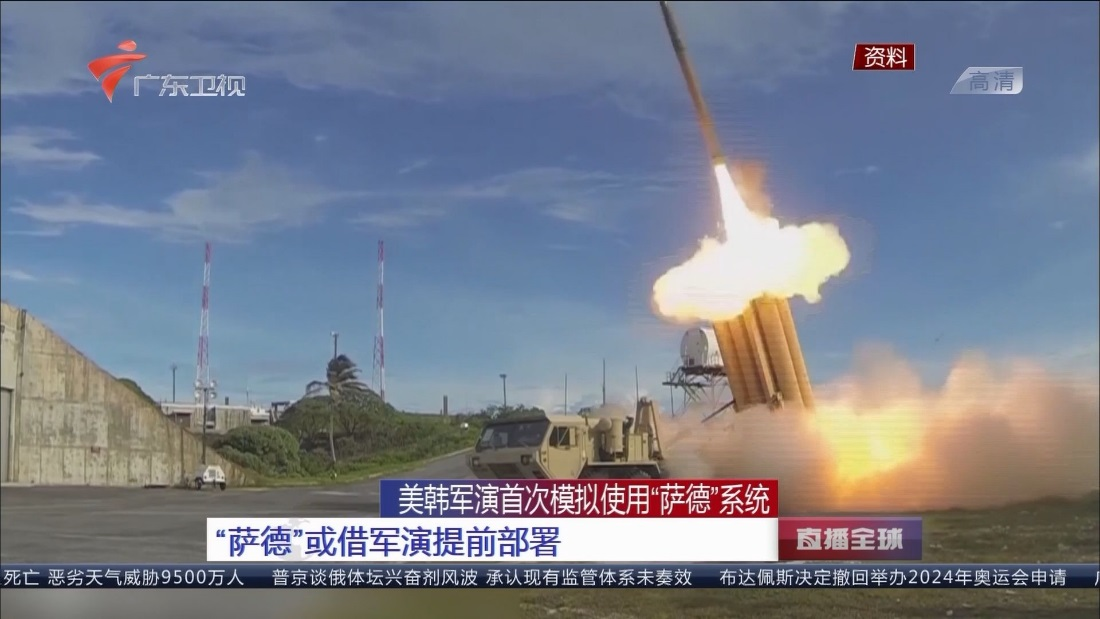 广东卫视
资料
高清
美韩军演首次模拟使用“萨德”系统
“萨德”或借军演提前部署
直播全球
死亡 恶劣天气威胁9500万人 普京谈俄体坛兴奋剂风波 承认现有监管体系未奏效 布达佩斯决定撤回举办2024年奥运会申请